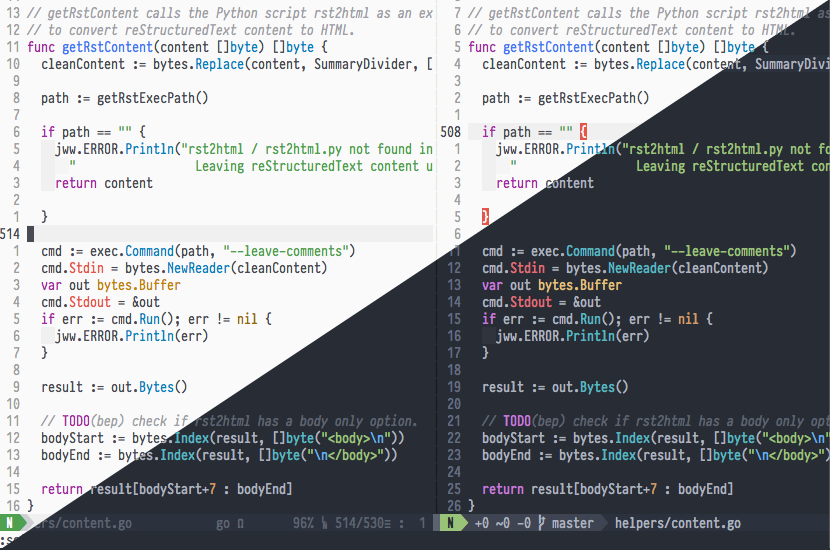 13 // getRstContent calls the Python script rst2html as an ex
12 // to convert reStructuredText content to HTML.
11 func getRstContent(content []byte) []byte {
10 cleanContent := bytes.Replace(content, SummaryDivider, [
9
8 path := getRstExecPath()
7
6 if path == "" {
5 jww.ERROR.Println("rst2html / rst2html.py not found in
4 " Leaving reStructuredText content u
3 return content
2
1 }
514
1 cmd := exec.Command(path, "--leave-comments")
2 cmd.Stdin = bytes.NewReader(cleanContent)
3 var out bytes.Buffer
4 cmd.Stdout = &out
5 if err := cmd.Run(); err != nil {
6 jww.ERROR.Println(err)
7 }
8
9 result := out.Bytes()
10
11 // TODO(bep) check if rst2html has a body only option.
12 bodyStart := bytes.Index(result, []byte("<body>\n"))
13 bodyEnd := bytes.Index(result, []byte("\n</body>"))
14
15 return result[bodyStart+7 : bodyEnd]
16 }
N ers/content.go go 96% 514/530≡ : 1
7 // getRstContent calls the Python script rst2html as
6 // to convert reStructuredText content to HTML.
5 func getRstContent(content []byte) []byte {
4 cleanContent := bytes.Replace(content, SummaryDivi
3
2 path := getRstExecPath()
1
508 if path == "" {
1 jww.ERROR.Println("rst2html / rst2html.py not fo
2 " Leaving reStructuredText con
3 return content
4
5 }
11 cmd := exec.Command(path, "--leave-comments")
12 cmd.Stdin = bytes.NewReader(cleanContent)
13 var out bytes.Buffer
14 cmd.Stdout = &out
15 if err := cmd.Run(); err != nil {
16 jww.ERROR.Println(err)
17 }
18
19 result := out.Bytes()
20
21 // TODO(bep) check if rst2html has a body only opt
22 bodyStart := bytes.Index(result, []byte("<body>\n"
23 bodyEnd := bytes.Index(result, []byte("\n</body>")
24
25 return result[bodyStart+7 : bodyEnd]
26 }
N +0 ~0 -0 master helpers/content.go